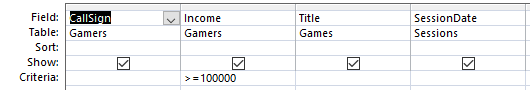 Field: CallSign Income Title SessionDate
Table: Gamers Gamers Games Sessions
Sort:
Show:
Criteria: >=100000